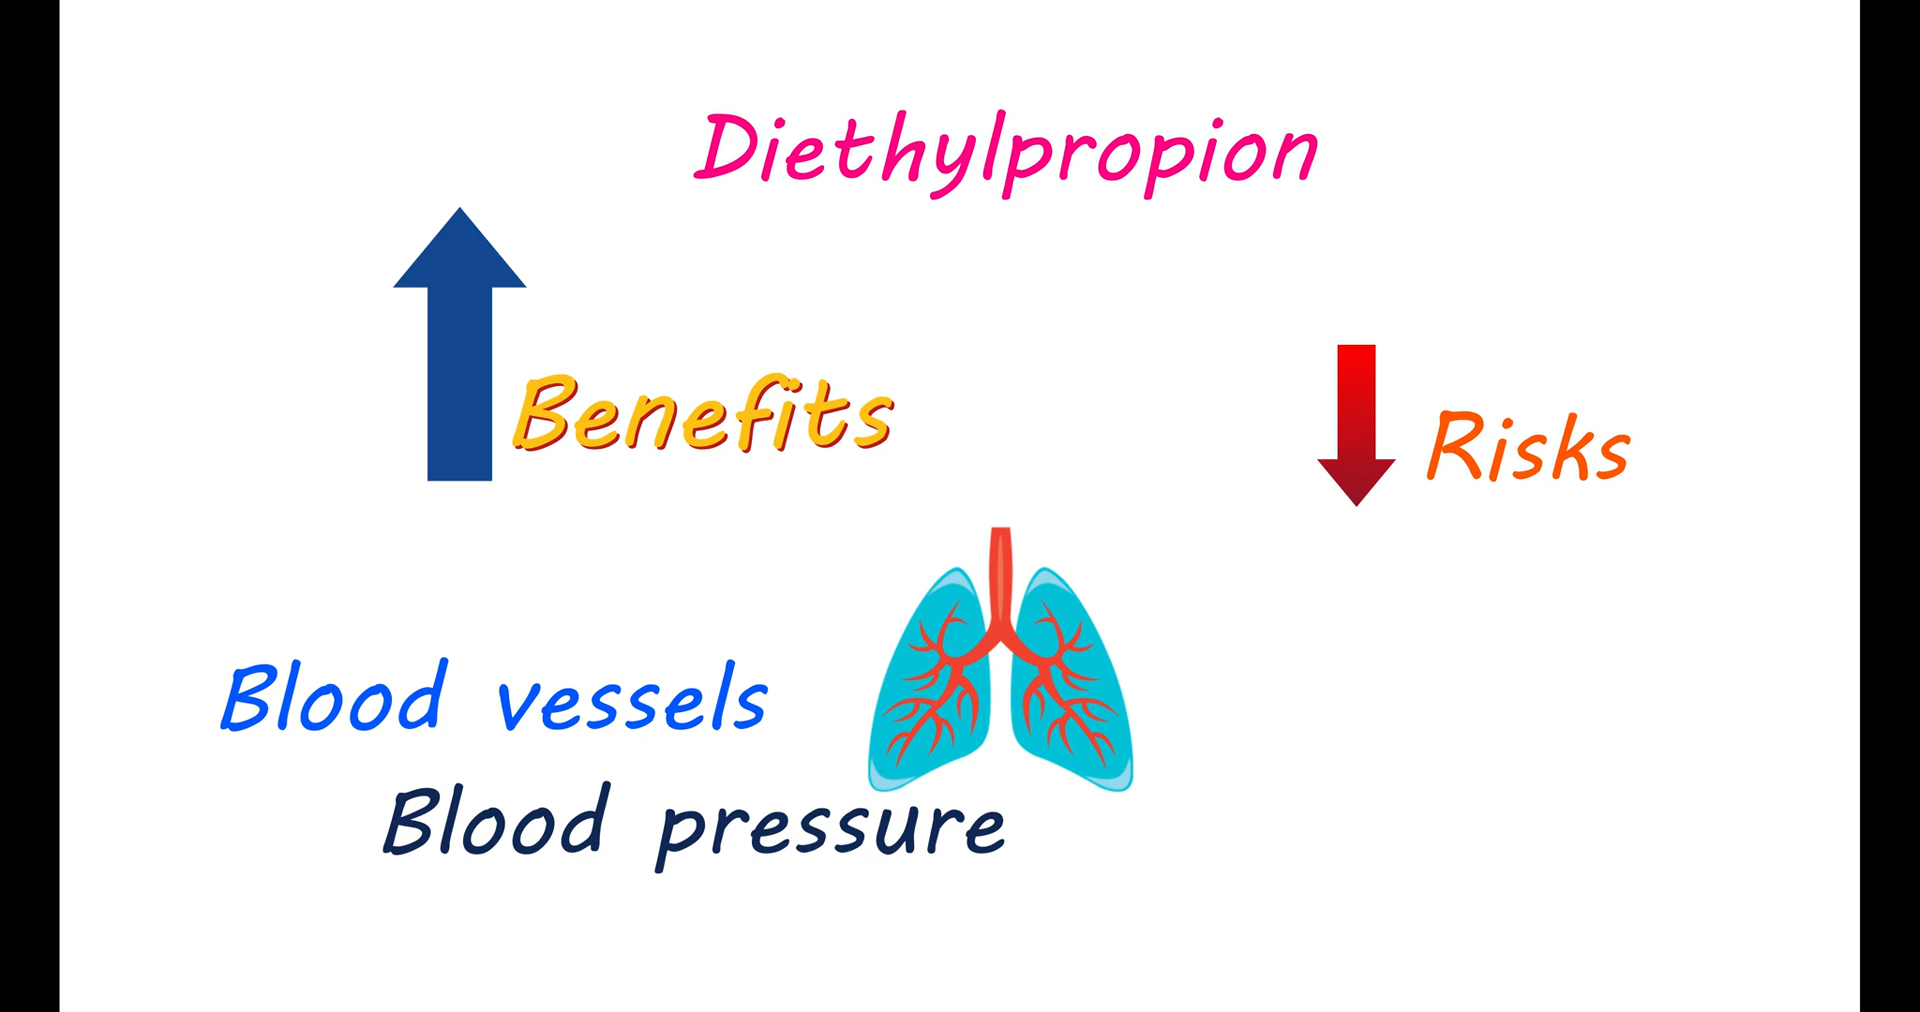 Diethylpropion
Benefits
Risks
Blood vessels
Blood pressure